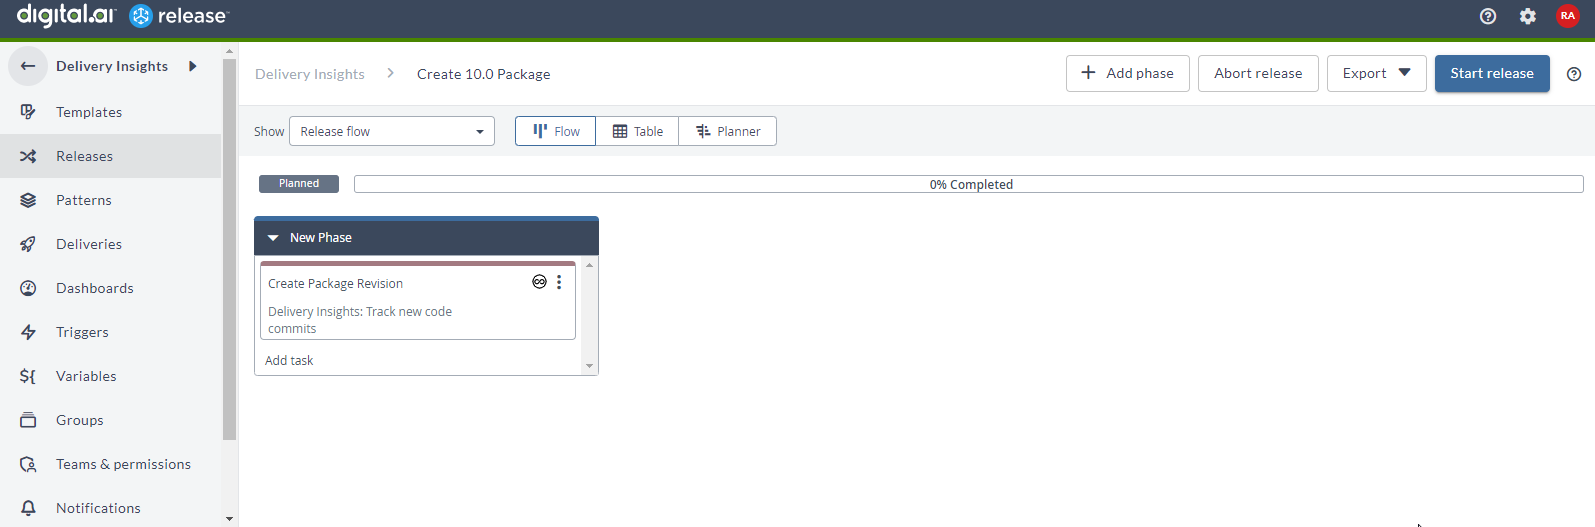 digital.ai release™
RA
Delivery Insights
Templates
Releases
Patterns
Deliveries
Dashboards
Triggers
${ Variables
Groups
Teams & permissions
Notifications
Delivery Insights > Create 10.0 Package
+ Add phase
Abort release
Export
Start release
Show
Release flow
Flow
Table
Planner
Planned
0% Completed
New Phase
Create Package Revision
Delivery Insights: Track new code
commits
Add task